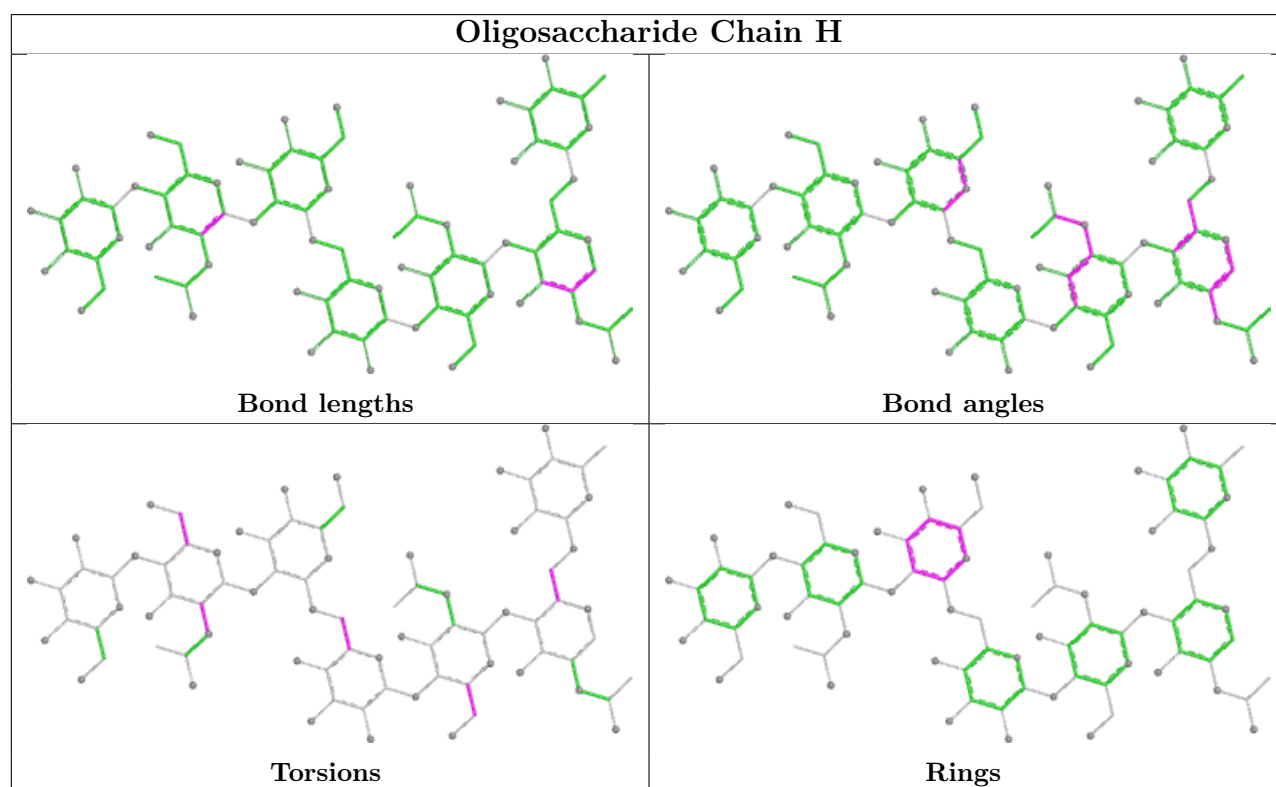 Oligosaccharide Chain H
Bond lengths
Bond angles
Torsions
Rings